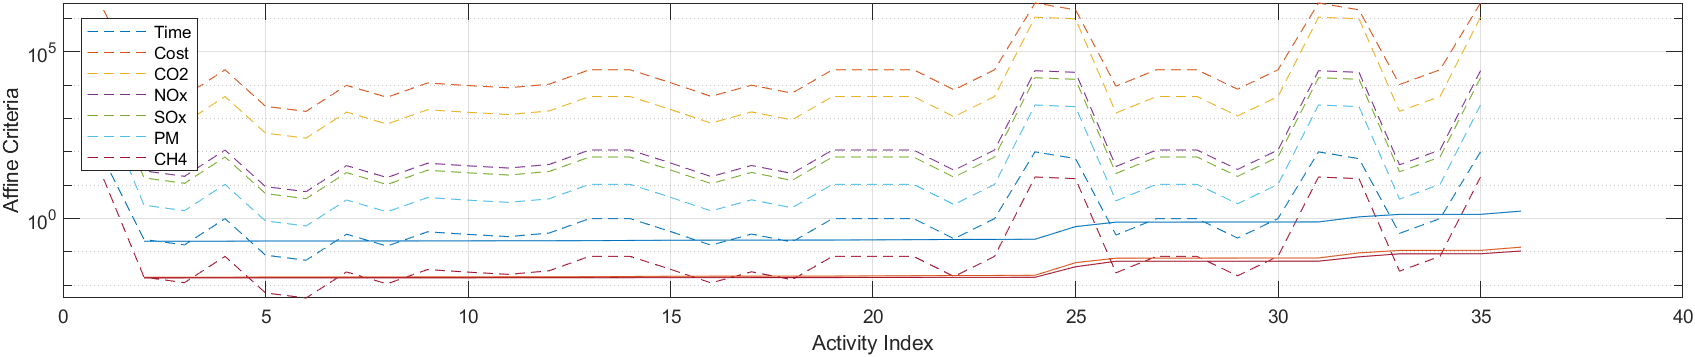 Affine Criteria
10^5
10^0
Time
Cost
CO2
NOx
SOx
PM
CH4
0 5 10 15 20 25 30 35 40
Activity Index